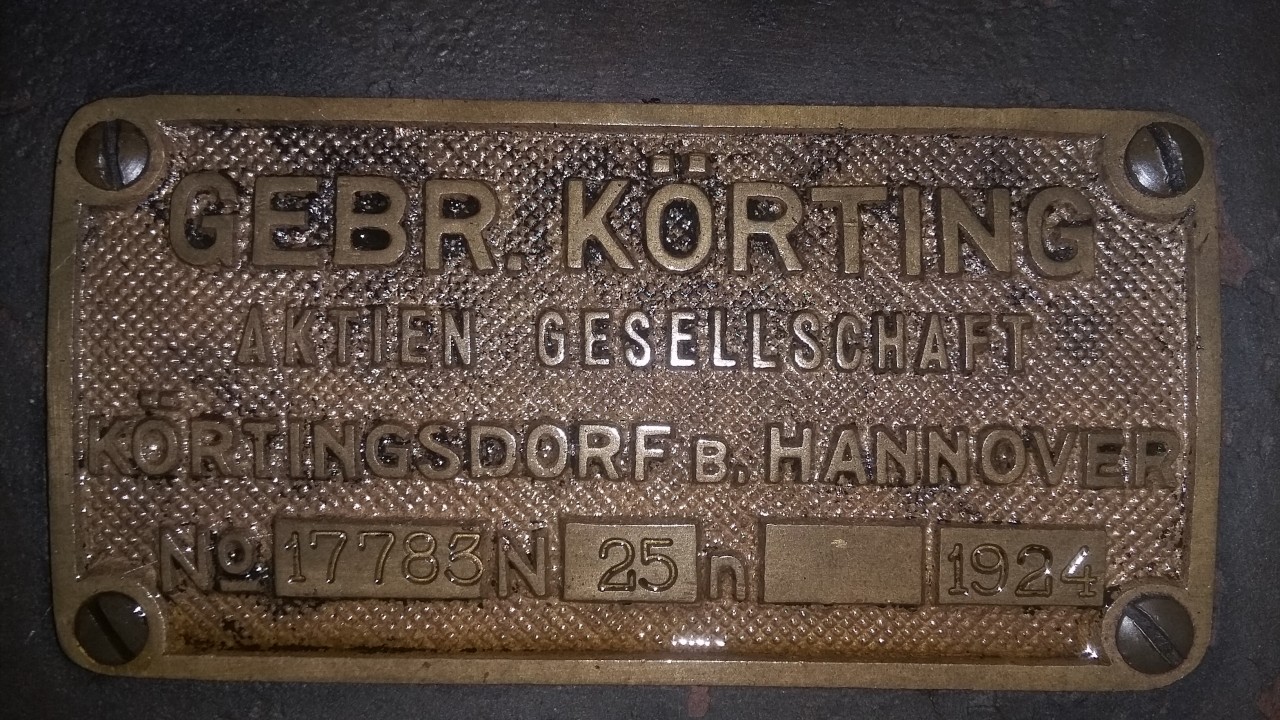 GEBR. KÖRTING
AKTIEN GESELLSCHAFT
KÖRTINGSDORF B. HANNOVER
No 17783 N 25 n 1924